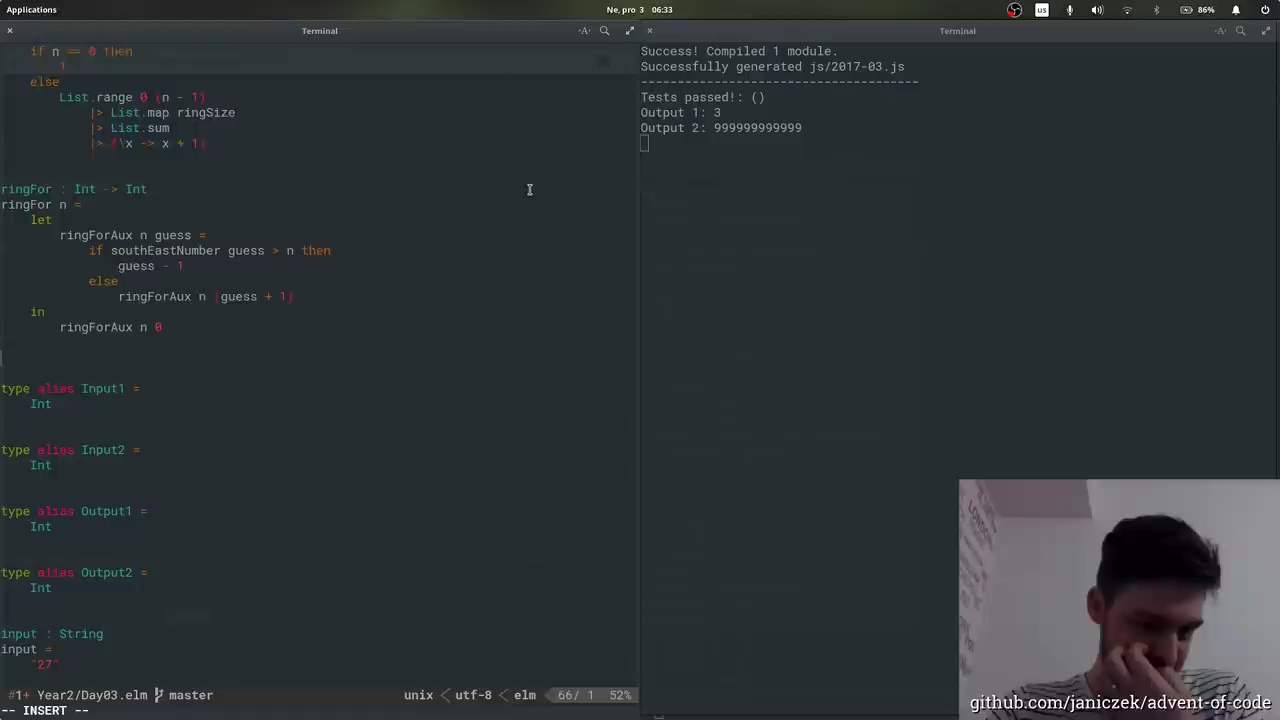 Applications
Ne, pro 3 06:33
us
86%
Terminal
if n == 0 then
1
else
List.range 0 (n - 1)
|> List.map ringSize
|> List.sum
|> (\x -> x + 1)
ringFor : Int -> Int
ringFor n =
let
ringForAux n guess =
if southEastNumber guess > n then
guess - 1
else
ringForAux n (guess + 1)
in
ringForAux n 0
type alias Input1 =
Int
type alias Input2 =
Int
type alias Output1 =
Int
type alias Output2 =
Int
input : String
input =
"27"
#1+ Year2/Day03.elm master unix < utf-8 < elm 66/ 1 52%
-- INSERT --
Terminal
Success! Compiled 1 module.
Successfully generated js/2017-03.js
--------------------------------------
Tests passed!: ()
Output 1: 3
Output 2: 999999999999
LONDON
github.com/janiczek/advent-of-code